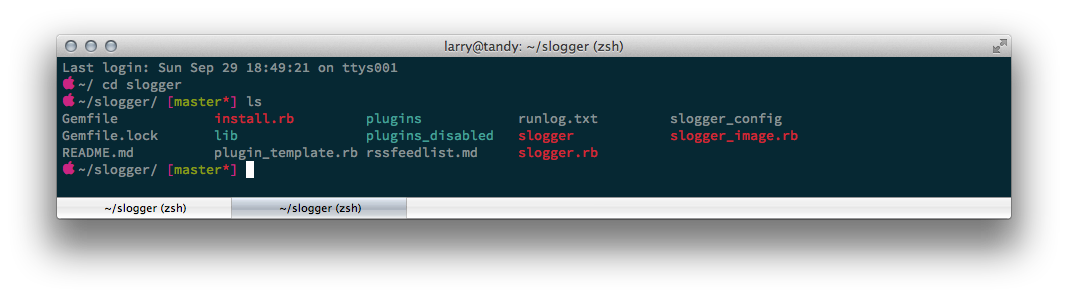 larry@tandy: ~/slogger (zsh)
Last login: Sun Sep 29 18:49:21 on ttys001
~/ cd slogger
~/slogger/ [master*] ls
Gemfile install.rb plugins runlog.txt slogger_config
Gemfile.lock lib plugins_disabled slogger slogger_image.rb
README.md plugin_template.rb rssfeedlist.md slogger.rb
~/slogger/ [master*]
~/slogger (zsh) ~/slogger (zsh)